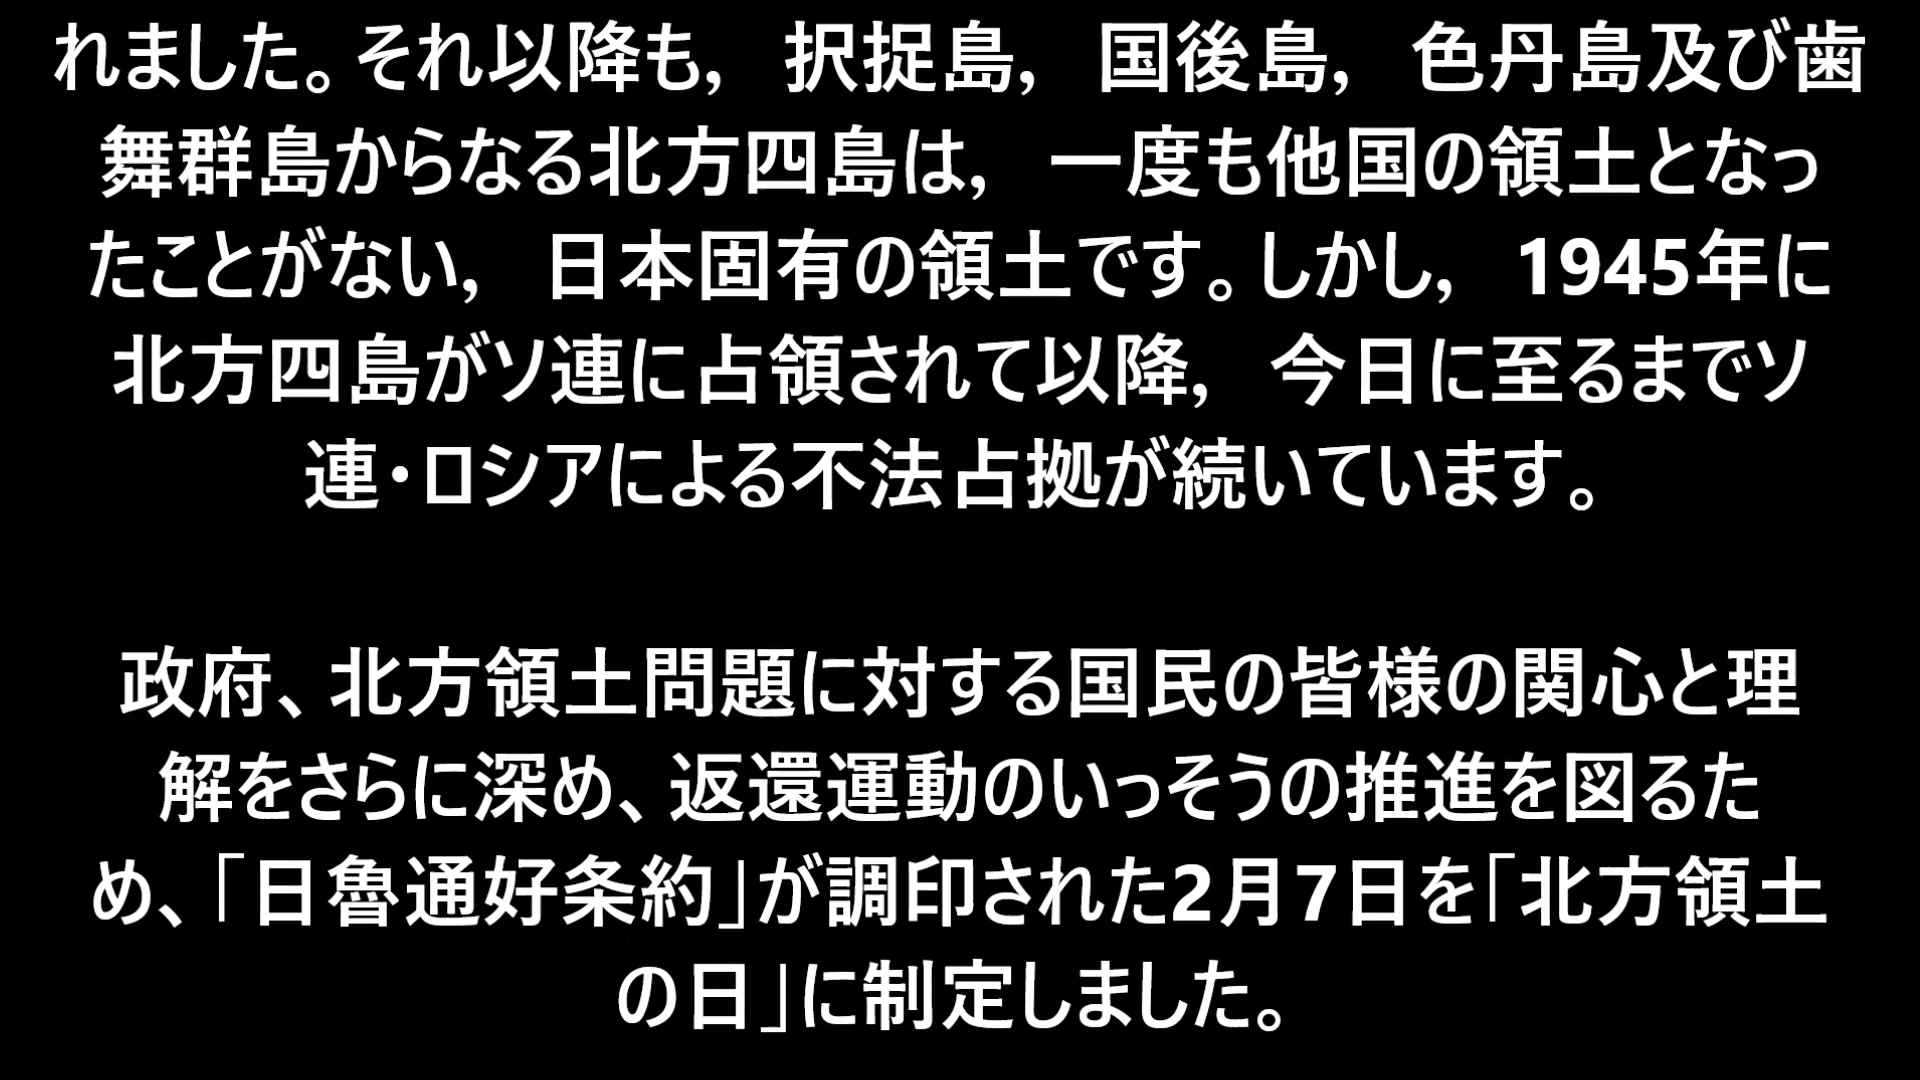 れました。それ以降も， 択捉島， 国後島， 色丹島及び歯
舞群島からなる北方四島は， 一度も他国の領土となっ
たことがない， 日本固有の領土です。しかし， 1945年に
北方四島がソ連に占領されて以降， 今日に至るまでソ
連・ロシアによる不法占拠が続いています。
政府、北方領土問題に対する国民の皆様の関心と理
解をさらに深め、返還運動のいっそうの推進を図るた
め、「日魯通好条約」が調印された2月7日を「北方領土
の日」に制定しました。